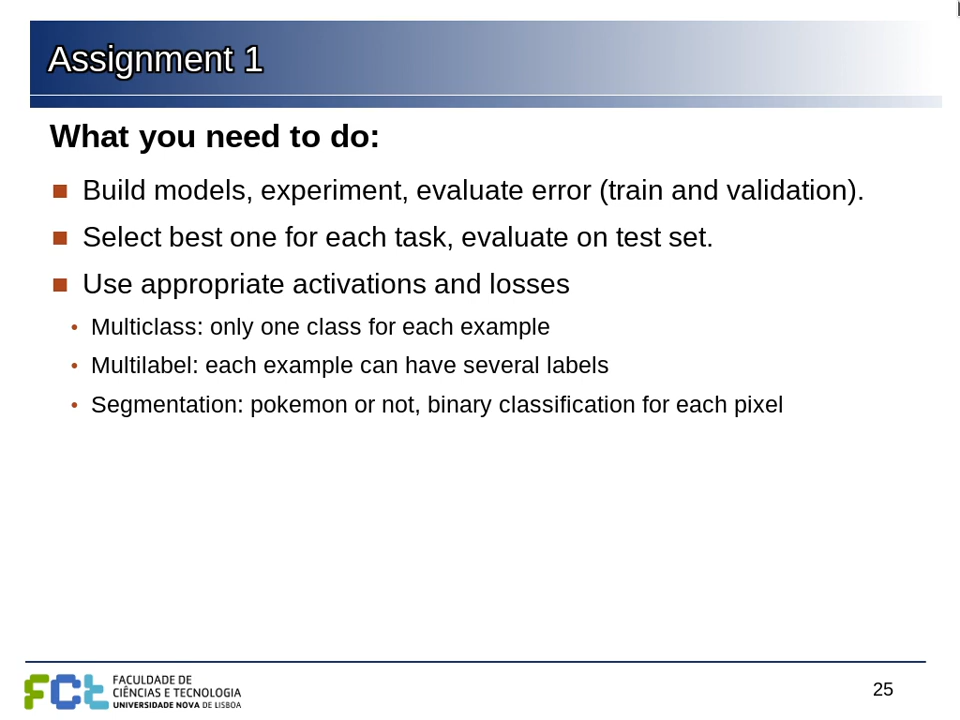 Assignment 1
What you need to do:
Build models, experiment, evaluate error (train and validation).
Select best one for each task, evaluate on test set.
Use appropriate activations and losses
Multiclass: only one class for each example
Multilabel: each example can have several labels
Segmentation: pokemon or not, binary classification for each pixel
FCt
FACULDADE DE
CIÊNCIAS E TECNOLOGIA
UNIVERSIDADE NOVA DE LISBOA
25